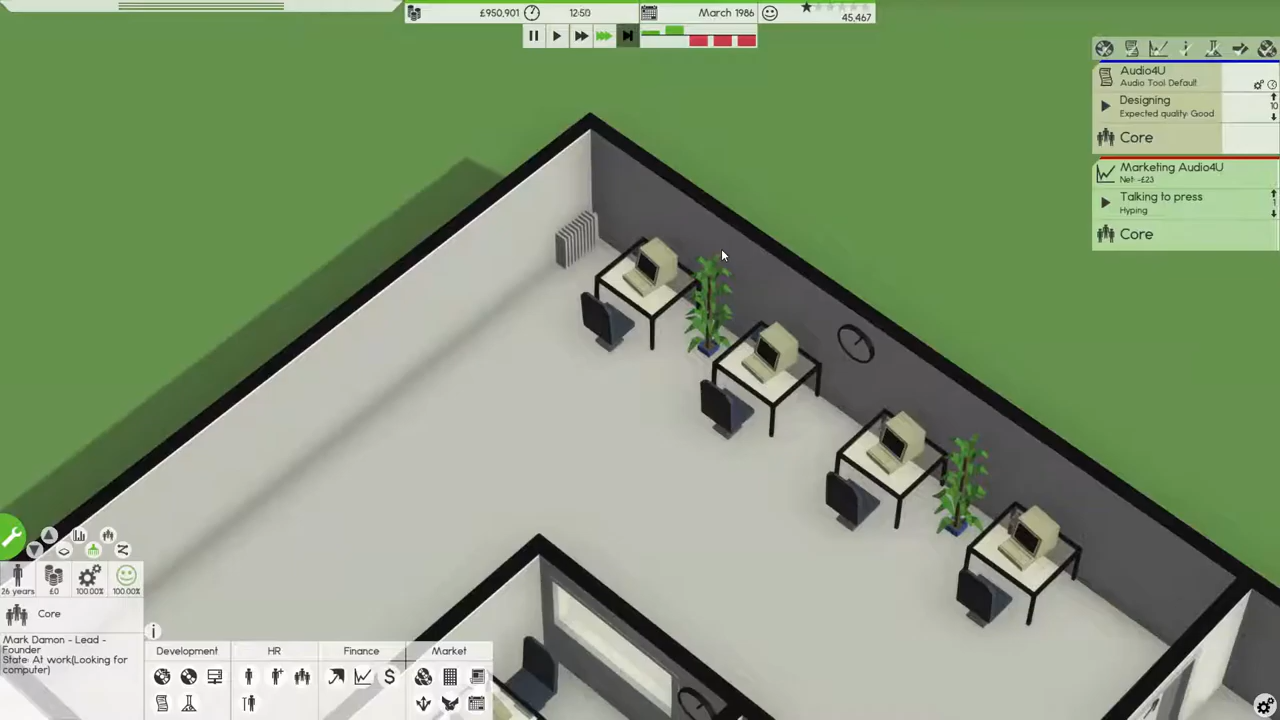 £950,901
12:50
March 1986
45.467
Audio4U
Audio Tool Default
Designing
Expected quality: Good
10
Core
Marketing Audio4U
Net: -£23
Talking to press
Hyping
1
Core
26 years
£0
100.00%
100.00%
Core
Mark Damon - Lead -
Founder
State: At work(Looking for
computer)
Development
HR
Finance
Market